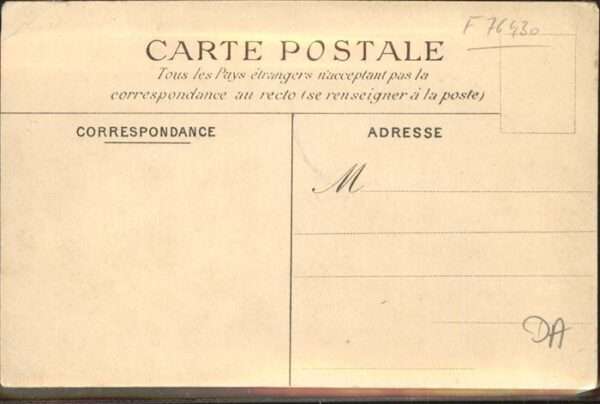 F 76430
CARTE POSTALE
Tous les Pays étrangers n'acceptant pas la
correspondance au recto (se renseigner à la poste)
CORRESPONDANCE
ADRESSE
M
DA